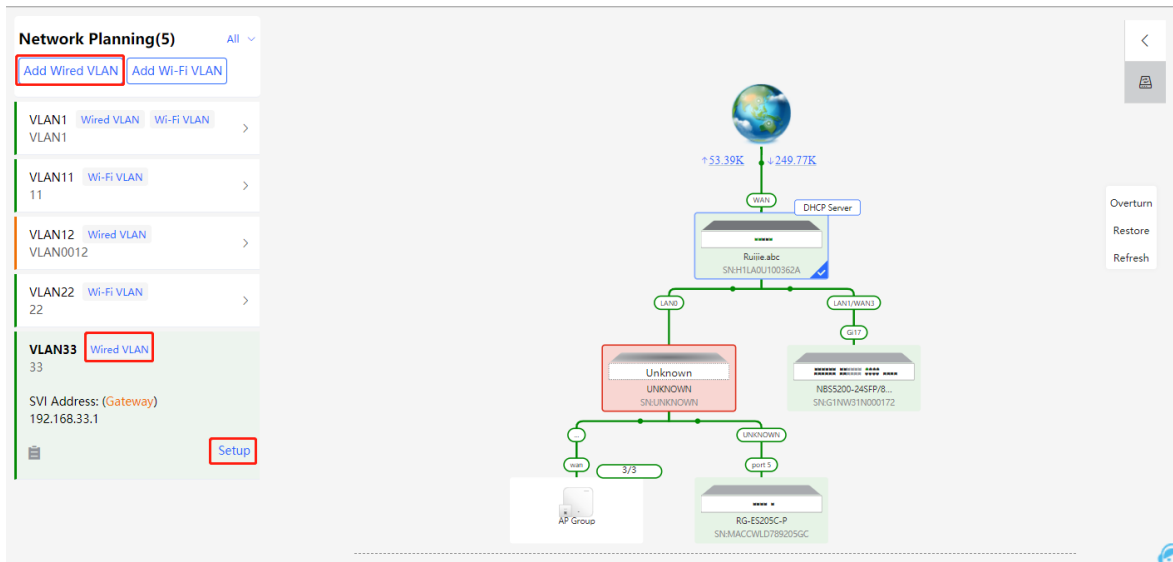 Network Planning(5)
All
Add Wired VLAN
Add Wi-Fi VLAN
VLAN1 Wired VLAN Wi-Fi VLAN
VLAN1
VLAN11 Wi-Fi VLAN
11
VLAN12 Wired VLAN
VLAN0012
VLAN22 Wi-Fi VLAN
22
VLAN33 Wired VLAN
33
SVI Address: (Gateway)
192.168.33.1
Setup
↑53.39K ↓249.77K
WAN
DHCP Server
Ruijie.abc
SN:H1LA0U100362A
LAN0
LAN1/WAN3
Gi17
Unknown
UNKNOWN
SN:UNKNOWN
NBS5200-24SFP/8...
SN:G1NW31N000172
...
UNKNOWN
wan
3/3
port 5
AP Group
RG-ES205C-P
SN:MACCWLD789205GC
Overturn
Restore
Refresh